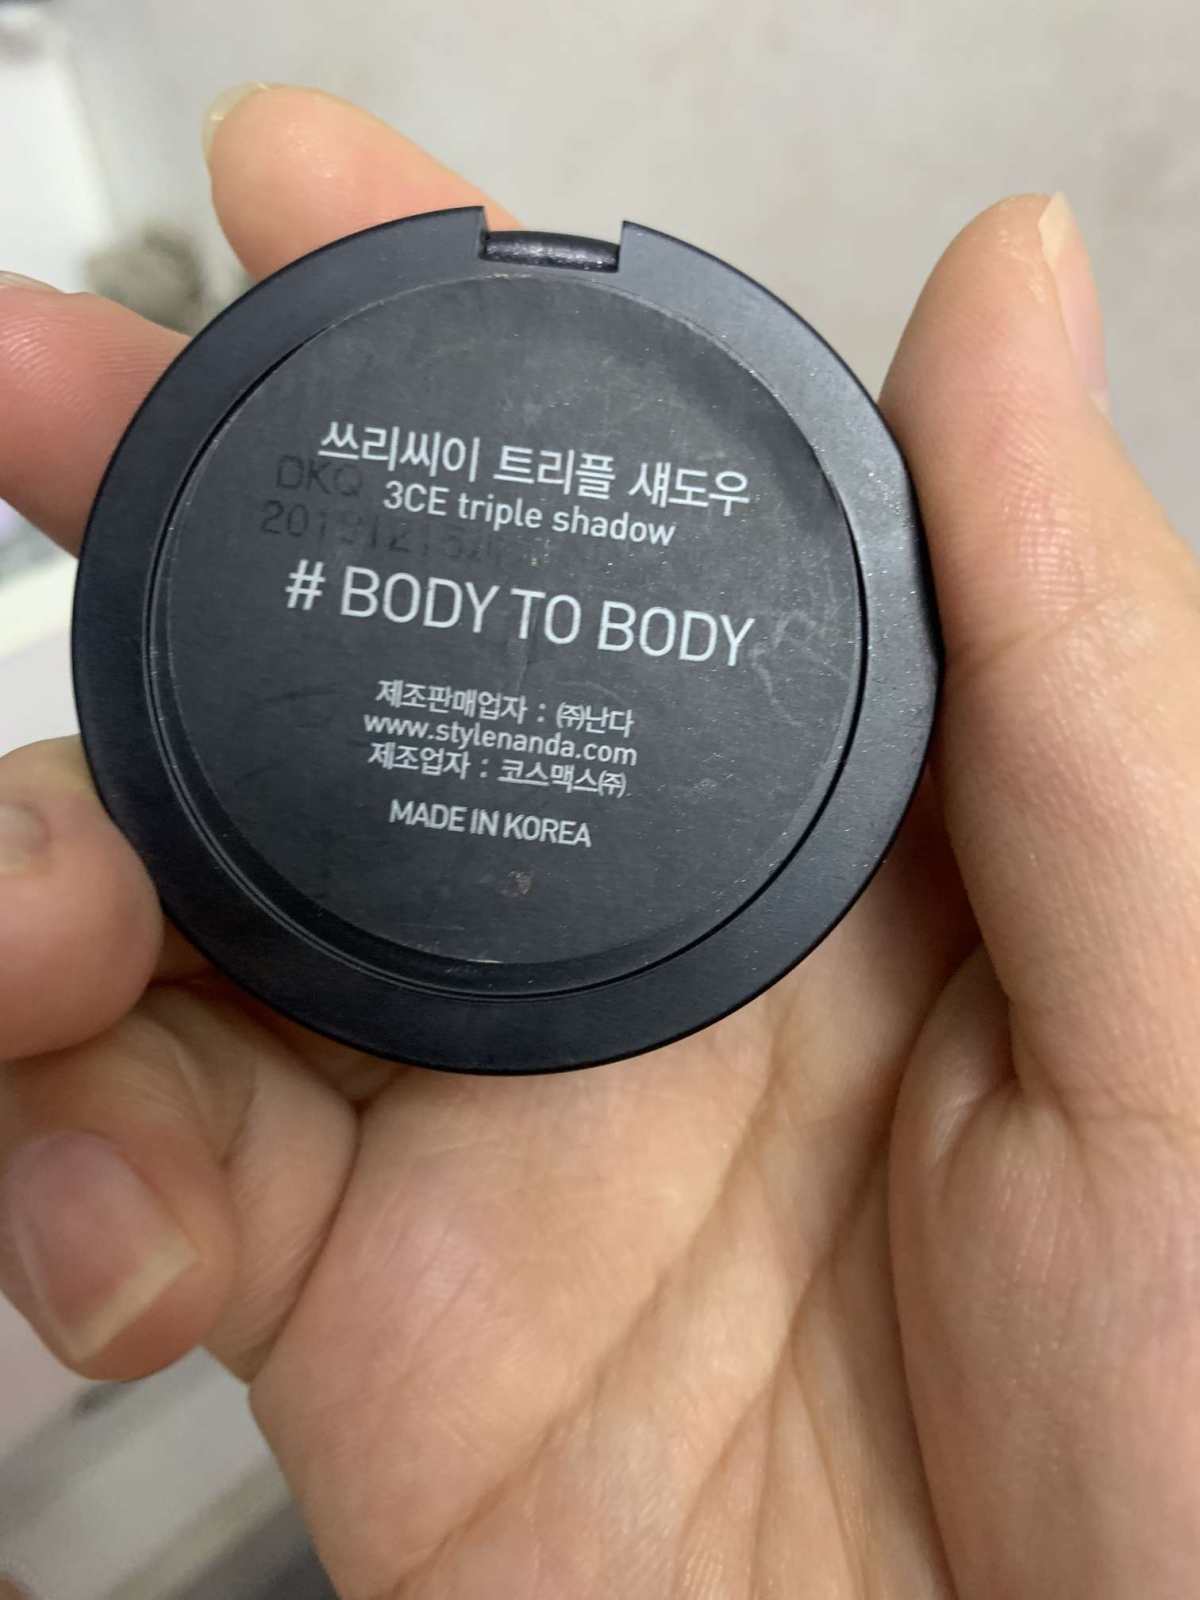 쓰리씨이 트리플 섀도우
DKQ
3CE triple shadow
# BODY TO BODY
제조판매업자 : ㈜난다
www.stylenanda.com
제조업자 : 코스맥스㈜
MADE IN KOREA